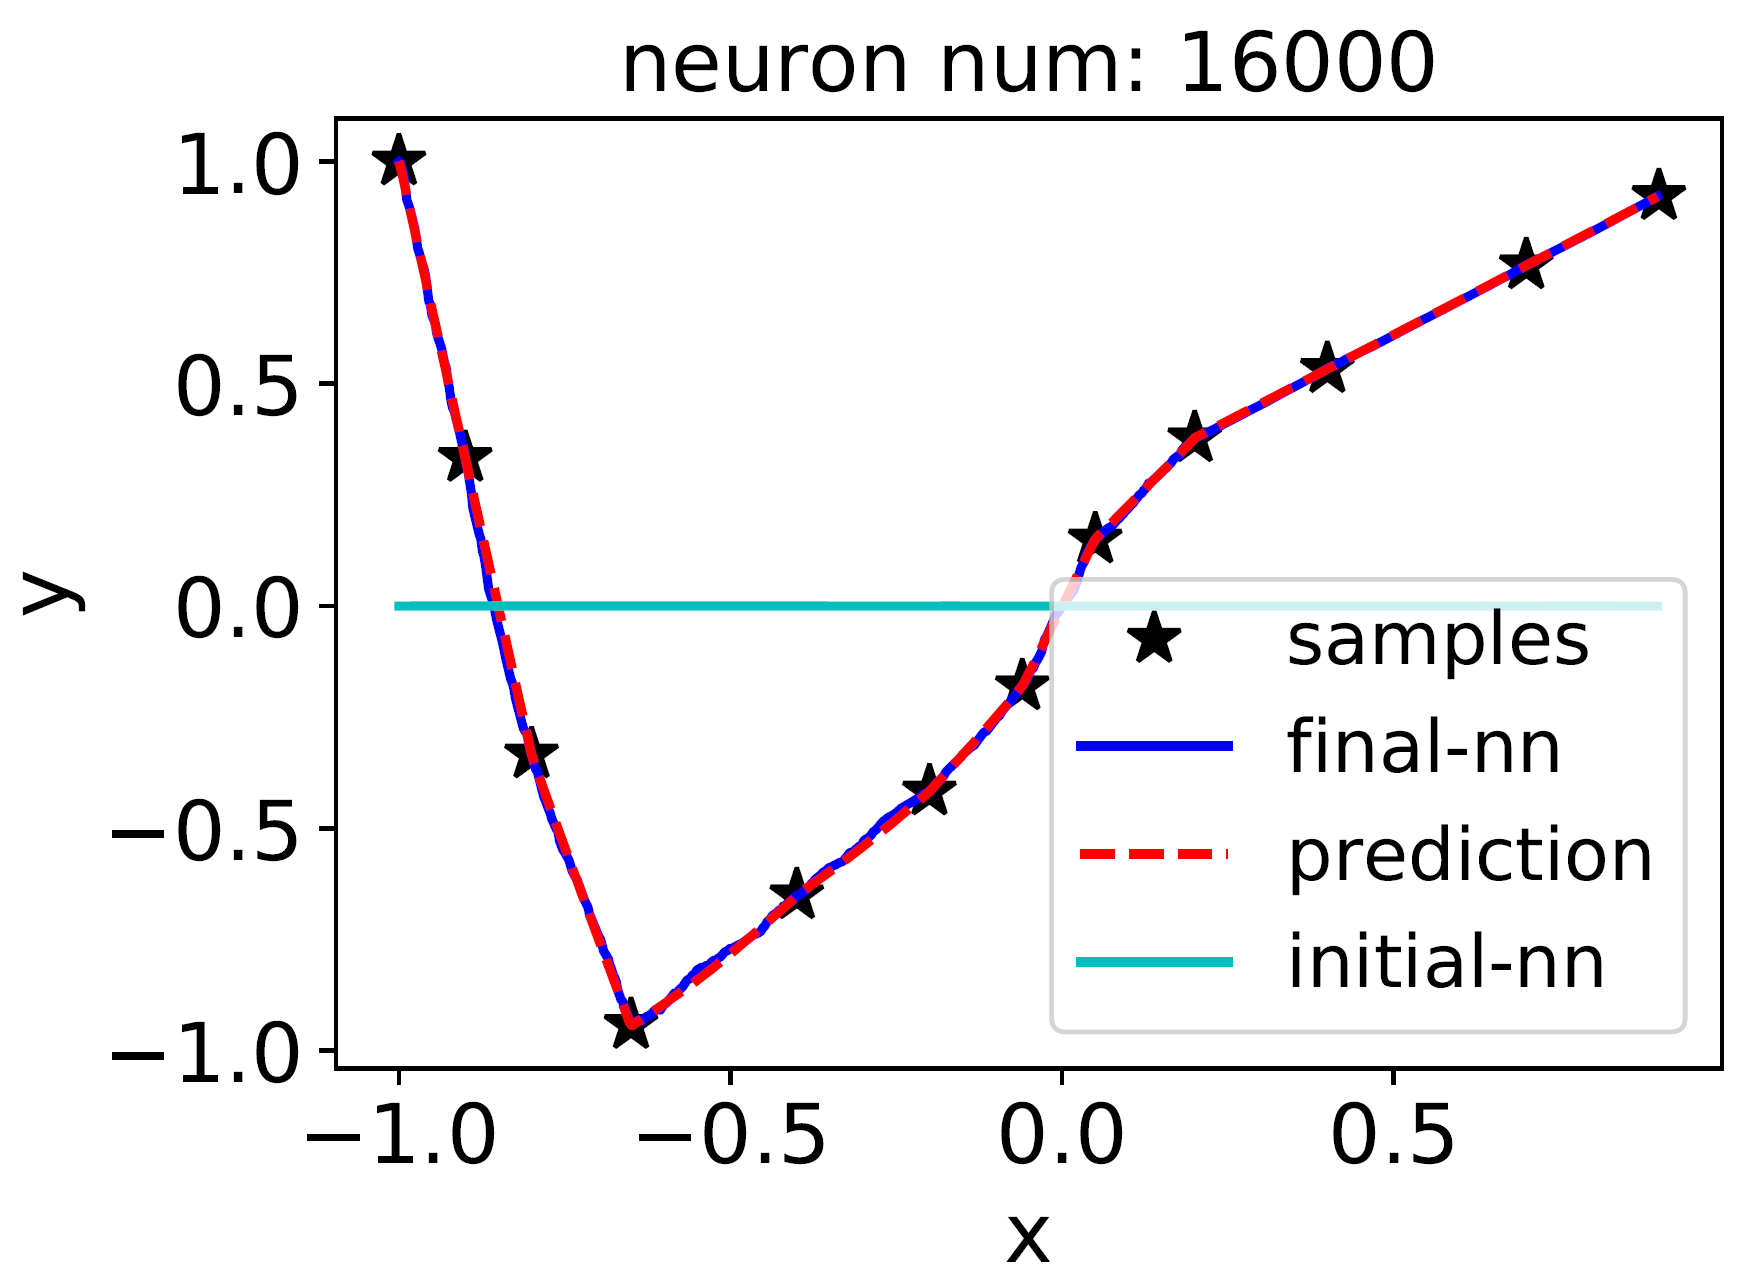 neuron num: 16000
1.0
0.5
0.0
−0.5
−1.0
y
−1.0 −0.5 0.0 0.5
x
samples
final-nn
prediction
initial-nn